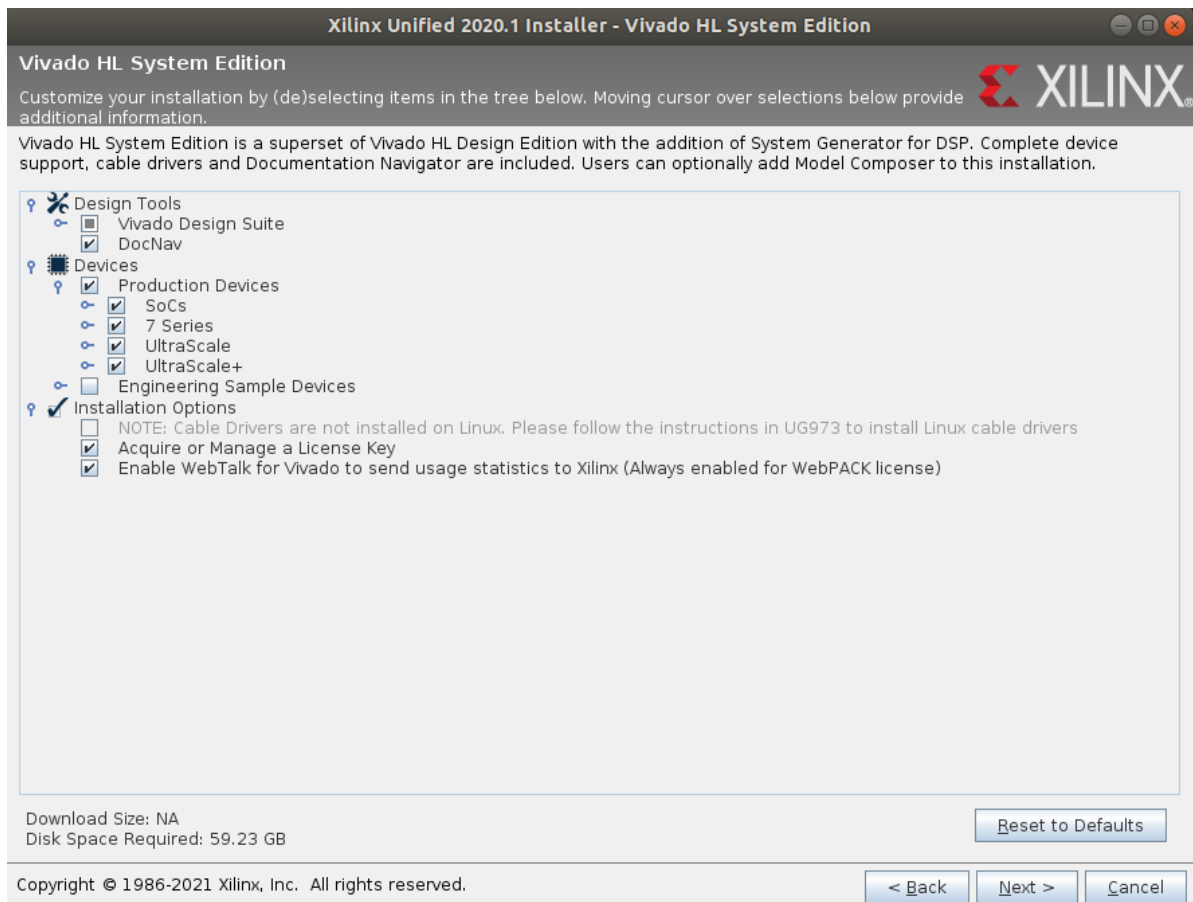 Xilinx Unified 2020.1 Installer - Vivado HL System Edition
Vivado HL System Edition
Customize your installation by (de)selecting items in the tree below. Moving cursor over selections below provide
additional information.
XILINX®
Vivado HL System Edition is a superset of Vivado HL Design Edition with the addition of System Generator for DSP. Complete device
support, cable drivers and Documentation Navigator are included. Users can optionally add Model Composer to this installation.
Design Tools
Vivado Design Suite
DocNav
Devices
Production Devices
SoCs
7 Series
UltraScale
UltraScale+
Engineering Sample Devices
Installation Options
NOTE: Cable Drivers are not installed on Linux. Please follow the instructions in UG973 to install Linux cable drivers
Acquire or Manage a License Key
Enable WebTalk for Vivado to send usage statistics to Xilinx (Always enabled for WebPACK license)
Download Size: NA
Disk Space Required: 59.23 GB
Reset to Defaults
Copyright © 1986-2021 Xilinx, Inc. All rights reserved.
< Back
Next >
Cancel